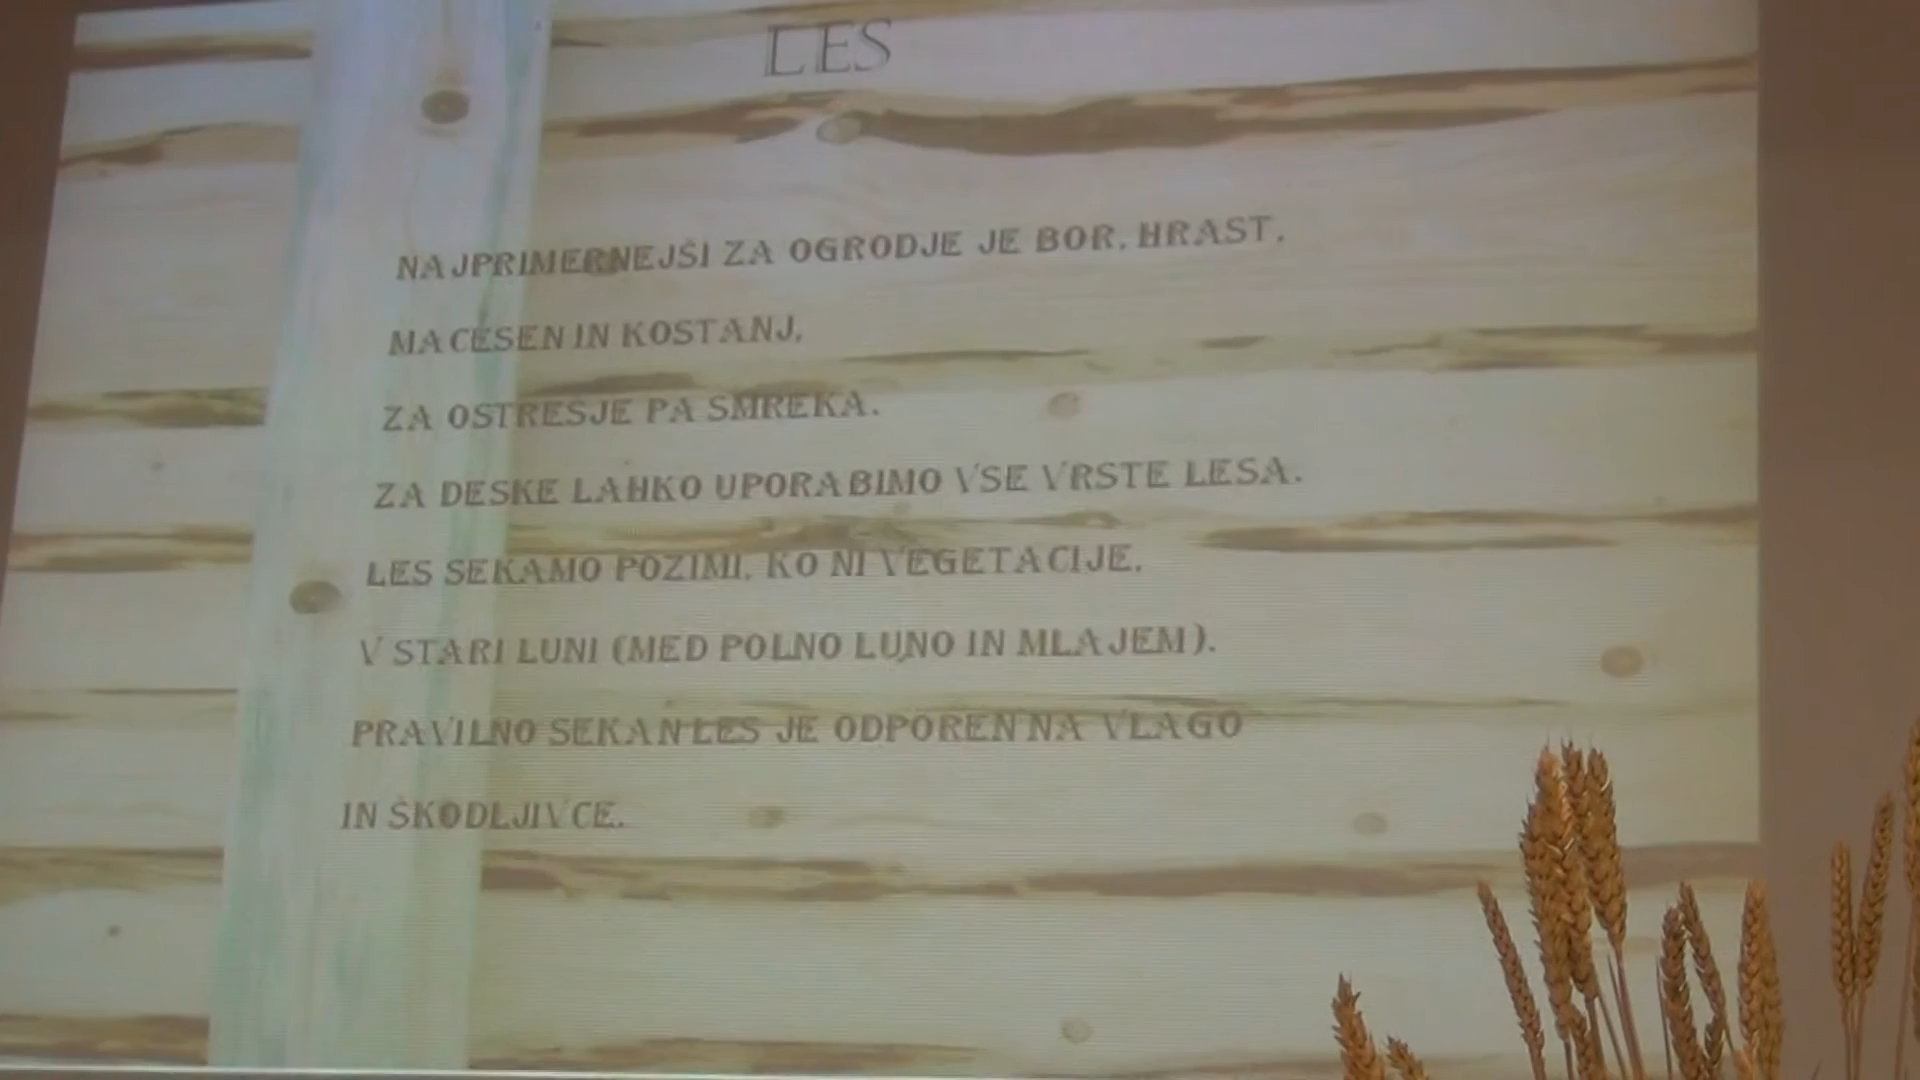 LES
NAJPRIMERNEJŠI ZA OGRODJE JE BOR, HRAST,
MACESEN IN KOSTANJ,
ZA OSTREŠJE PA SMREKA.
ZA DESKE LAHKO UPORABIMO VSE VRSTE LESA.
LES SEKAMO POZIMI, KO NI VEGETACIJE,
V STARI LUNI (MED POLNO LUNO IN MLAJEM).
PRAVILNO SEKAN LES JE ODPOREN NA VLAGO
IN ŠKODLJIVCE.